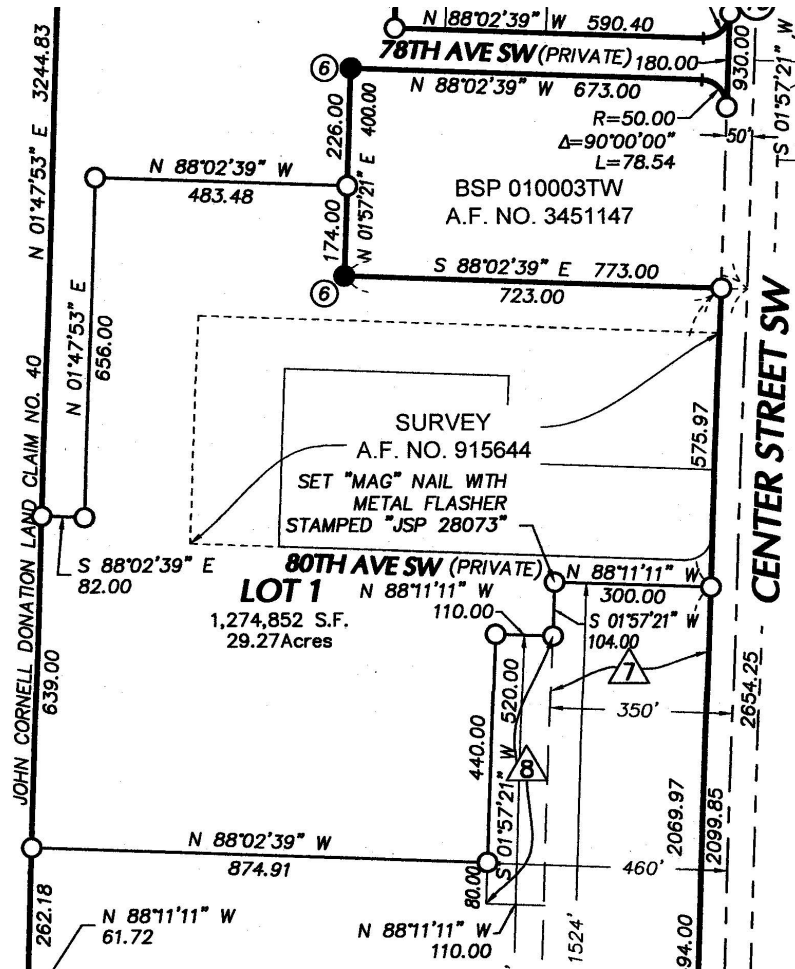 N 88°02'39" W 590.40
78TH AVE SW (PRIVATE) 180.00
N 88°02'39" W 673.00
930.00
S 01°57'21" W
R=50.00
Δ=90°00'00"
L=78.54
50'
6
226.00
N 01°57'21" E 400.00
174.00
BSP 010003TW
A.F. NO. 3451147
N 01°47'53" E 3244.83
N 88°02'39" W
483.48
6
S 88°02'39" E 773.00
723.00
N 01°47'53" E
656.00
CENTER STREET SW
575.97
SURVEY
A.F. NO. 915644
SET "MAG" NAIL WITH
METAL FLASHER
STAMPED "JSP 28073"
JOHN CORNELL DONATION LAND CLAIM NO. 40
S 88°02'39" E
82.00
80TH AVE SW (PRIVATE)
LOT 1
1,274,852 S.F.
29.27Acres
N 88°11'11" W
110.00
N 88°11'11" W
300.00
S 01°57'21" W
104.00
7
350'
2654.25
639.00
440.00
520.00
S 01°57'21" W
8
2069.97
2099.85
N 88°02'39" W
874.91
460'
80.00
262.18
N 88°11'11" W
61.72
N 88°11'11" W
110.00
1524'
94.00